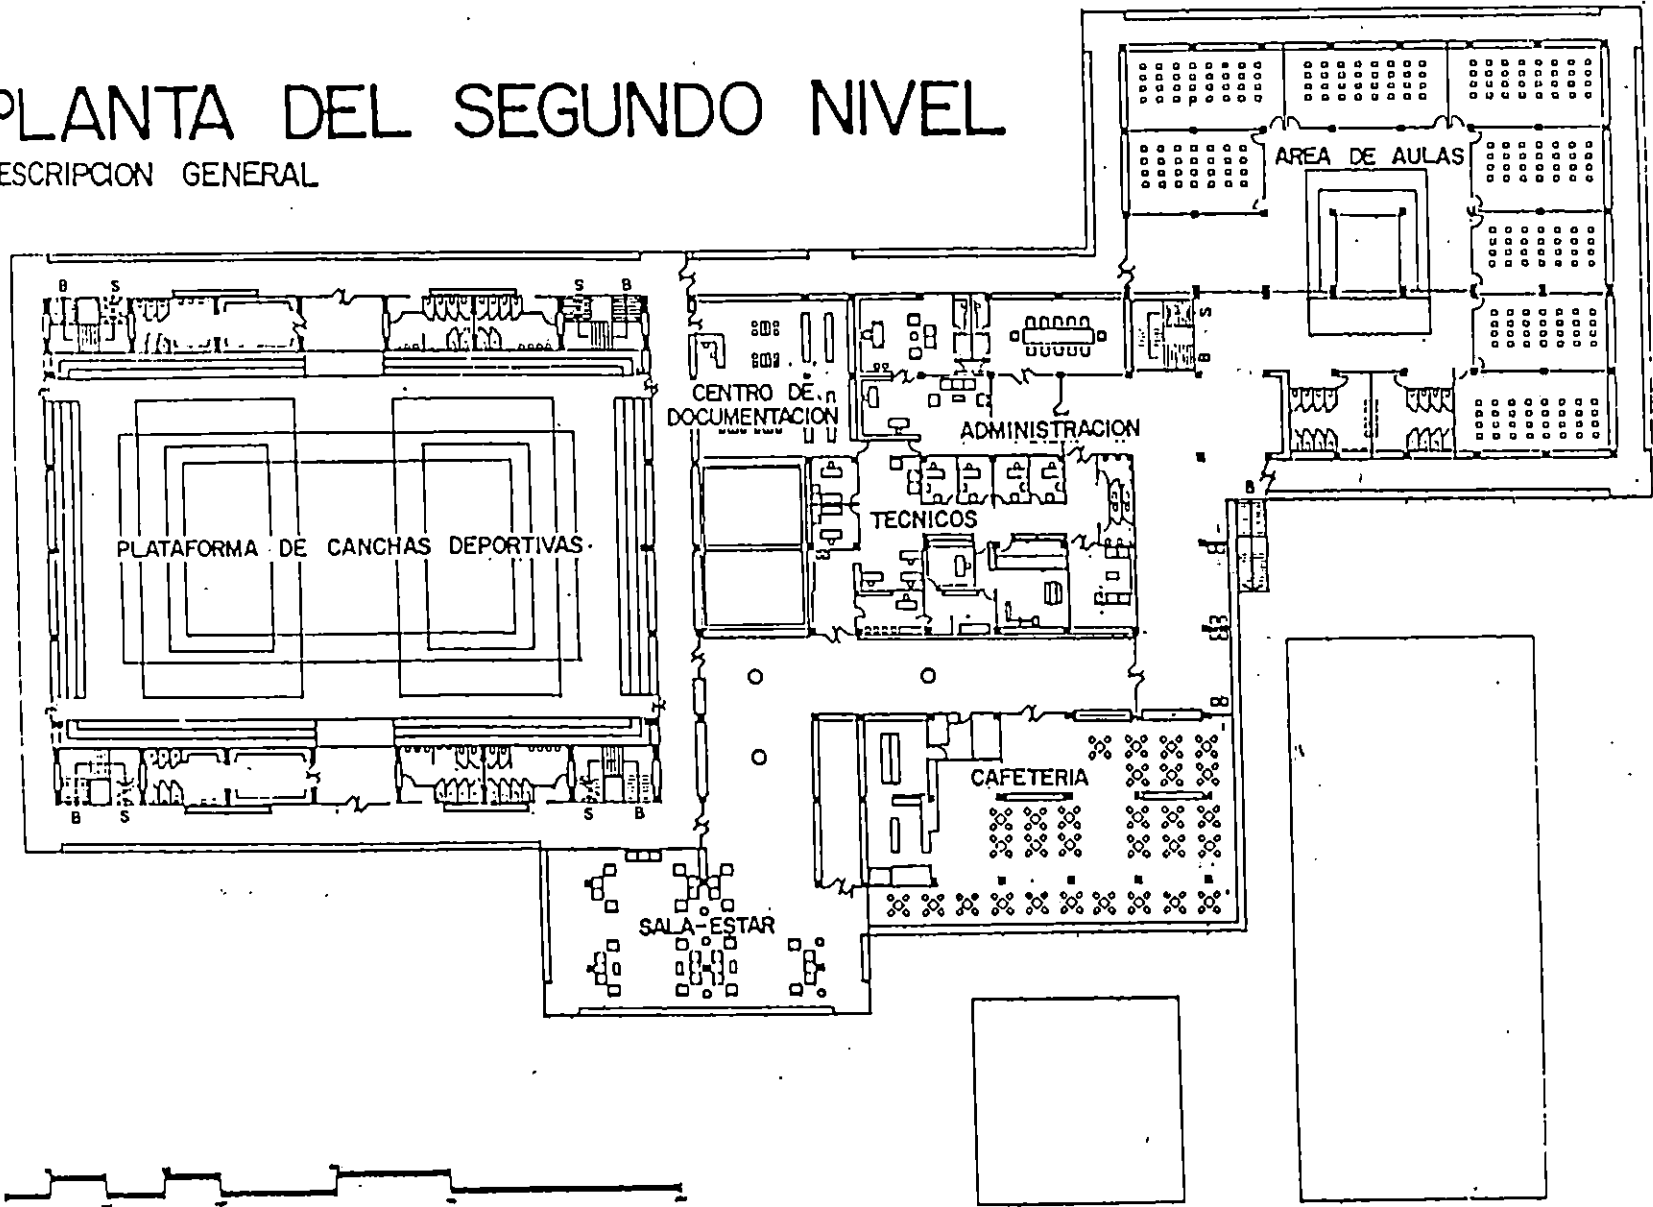 PLANTA DEL SEGUNDO NIVEL
ESCRIPCION GENERAL
AREA DE AULAS
B S S B
S
B
CENTRO DE
DOCUMENTACION
ADMINISTRACION
B
TECNICOS
PLATAFORMA DE CANCHAS DEPORTIVAS
CAFETERIA
B S S B
SALA-ESTAR